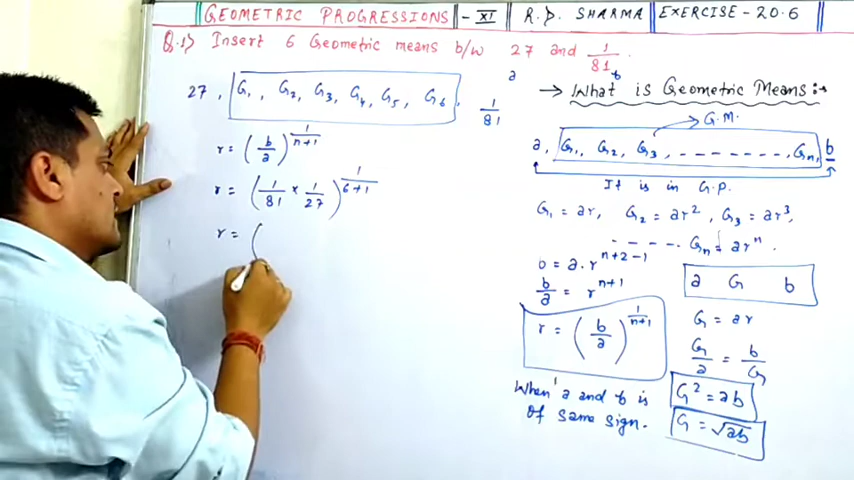 GEOMETRIC PROGRESSIONS - XI R.D. SHARMA EXERCISE - 20.6
Q.1) Insert 6 Geometric means b/w 27 and 1/81.
a b
27, G₁, G₂, G₃, G₄, G₅, G₆, 1/81
r = (b/a)^(1/(n+1))
r = (1/81 × 1/27)^(1/(6+1))
r = (
→ What is Geometric Means :→
G.M.
a, G₁, G₂, G₃, - - - - - - - -, Gₙ, b
It is in G.P.
G₁ = ar, G₂ = ar², G₃ = ar³,
- - - - . Gₙ = arⁿ.
b = a.r^(n+2-1)
b/a = r^(n+1)
r = (b/a)^(1/(n+1))
When a and b is
of same sign.
a G b
G = ar
G/a = b/G
G² = ab
G = √ab